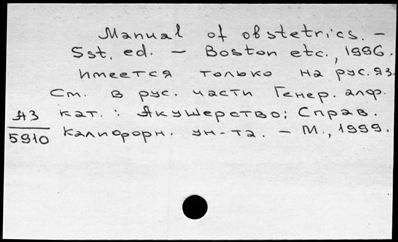 Manual of obstetrics. –
5st. ed. – Boston etc., 1996.
Имеется только на рус. яз.
См. в рус. части Генер. алф.
кат.: Акушерство: Справ.
Калифорн. ун-та. – М., 1999.
А3
5910